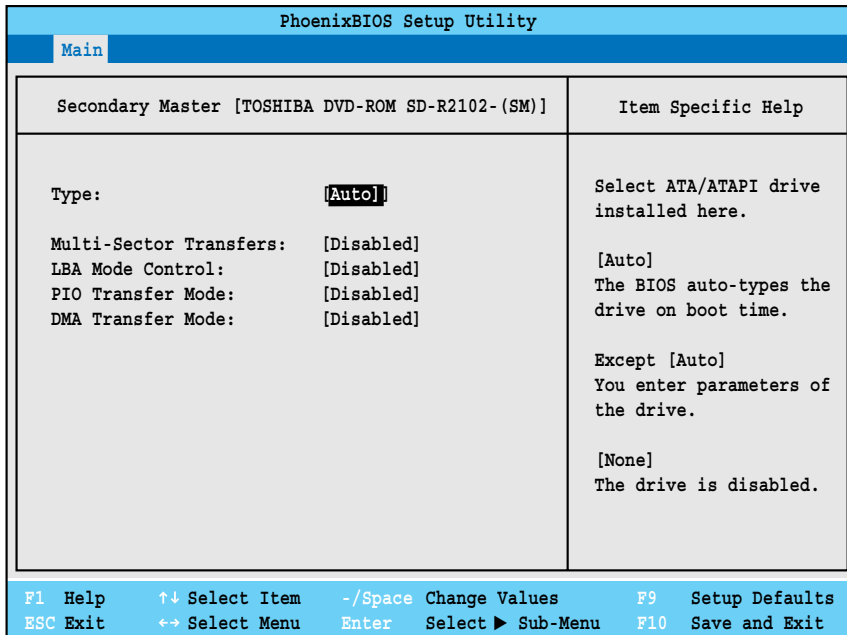 PhoenixBIOS Setup Utility
Main
Secondary Master [TOSHIBA DVD-ROM SD-R2102-(SM)]
Item Specific Help
Type: [Auto]]
Multi-Sector Transfers: [Disabled]
LBA Mode Control: [Disabled]
PIO Transfer Mode: [Disabled]
DMA Transfer Mode: [Disabled]
Select ATA/ATAPI drive
installed here.
[Auto]
The BIOS auto-types the
drive on boot time.
Except [Auto]
You enter parameters of
the drive.
[None]
The drive is disabled.
F1 Help ↑↓ Select Item -/Space Change Values F9 Setup Defaults
ESC Exit ←→ Select Menu Enter Select ▶ Sub-Menu F10 Save and Exit